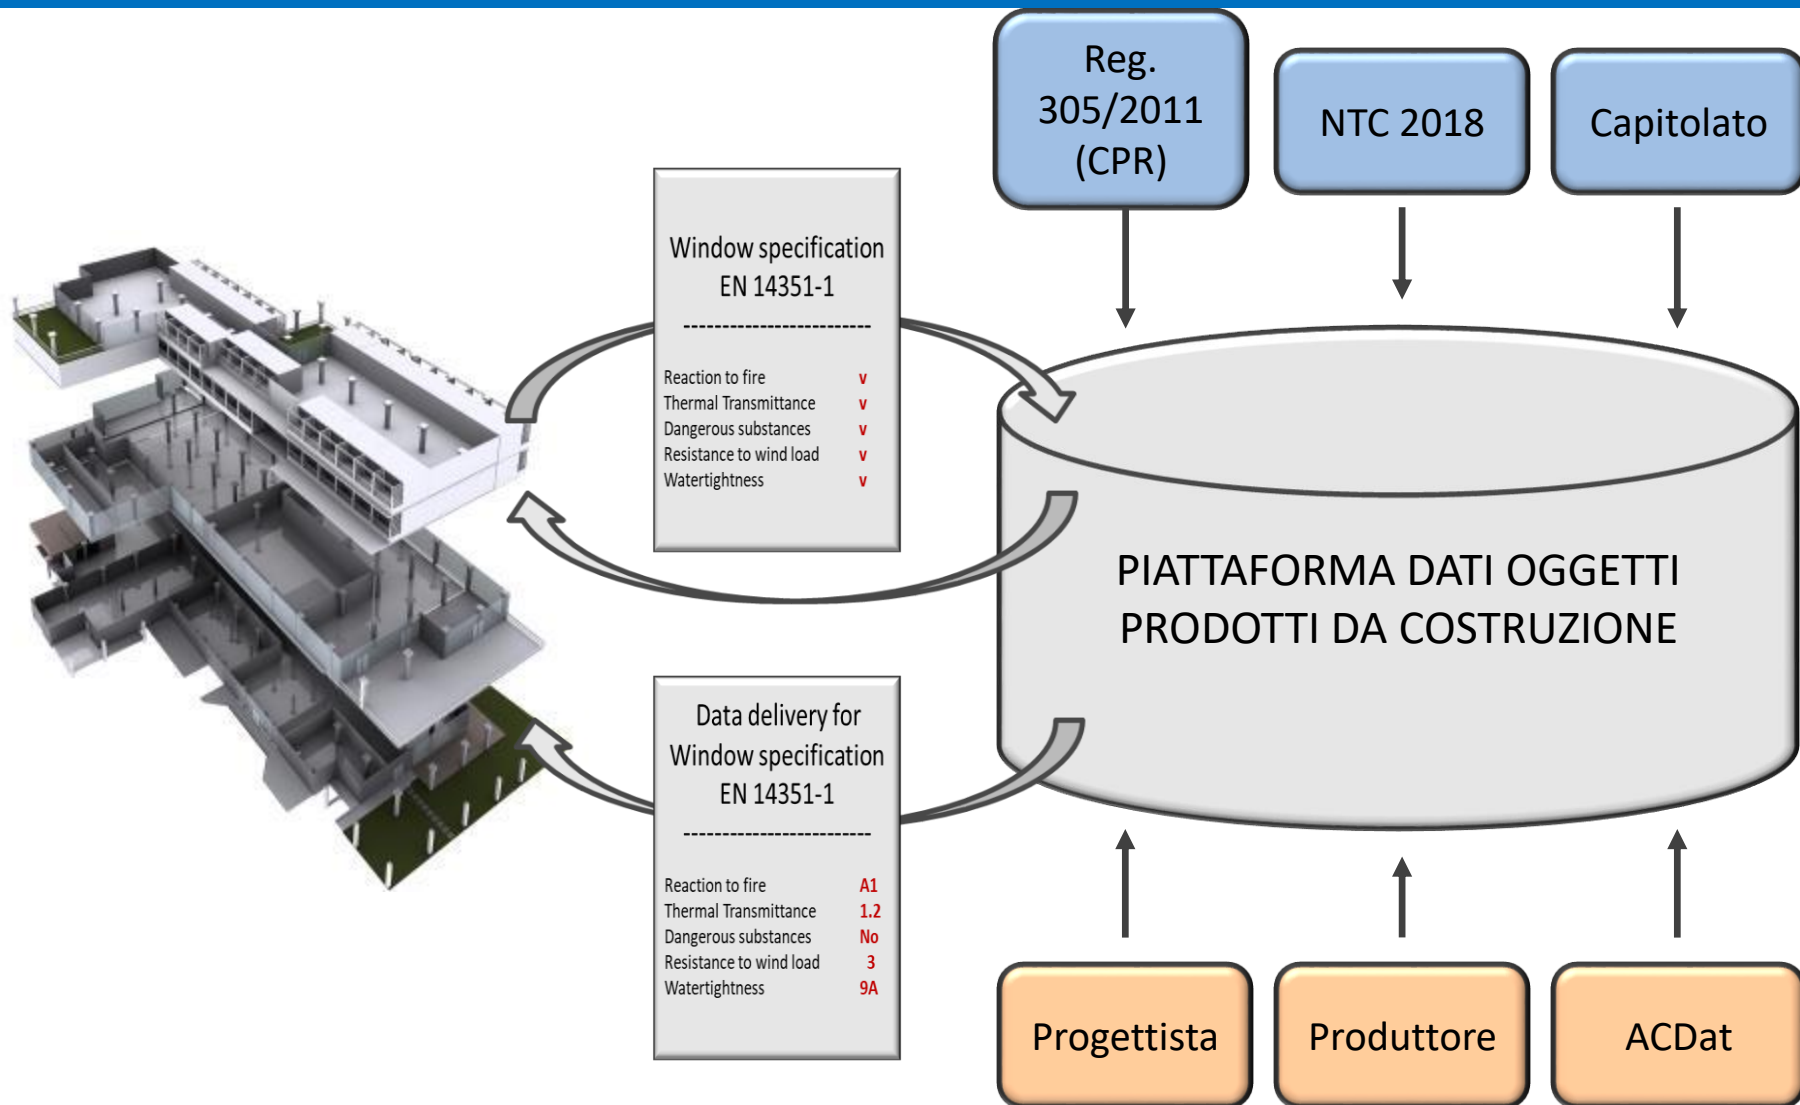 Reg.
305/2011
(CPR)
NTC 2018
Capitolato
Window specification
EN 14351-1
-------------------------
Reaction to fire v
Thermal Transmittance v
Dangerous substances v
Resistance to wind load v
Watertightness v
PIATTAFORMA DATI OGGETTI
PRODOTTI DA COSTRUZIONE
Data delivery for
Window specification
EN 14351-1
-------------------------
Reaction to fire A1
Thermal Transmittance 1.2
Dangerous substances No
Resistance to wind load 3
Watertightness 9A
Progettista
Produttore
ACDat